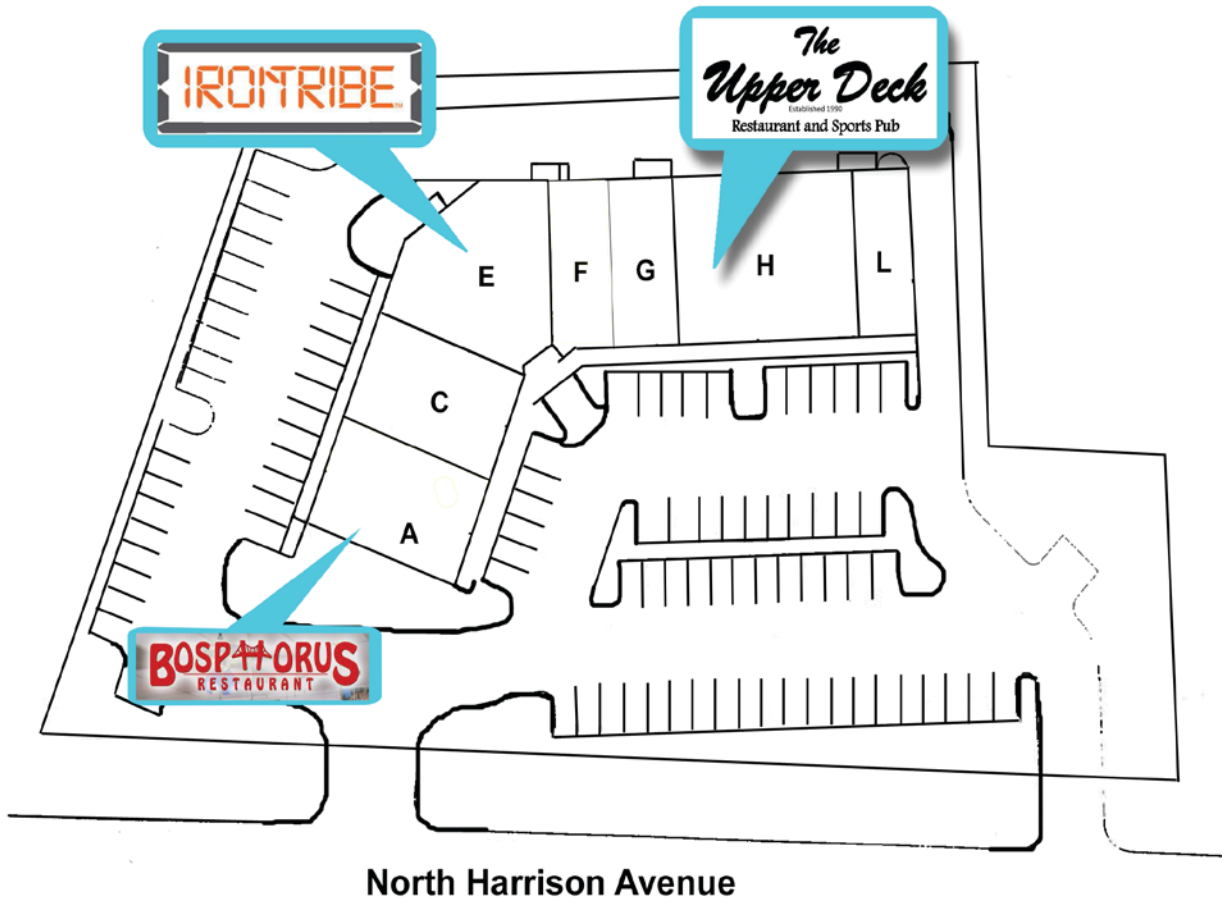 IRONTRIBE
The
Upper Deck
Established 1990
Restaurant and Sports Pub
E
F
G
H
L
C
A
BOSPHORUS
RESTAURANT
North Harrison Avenue